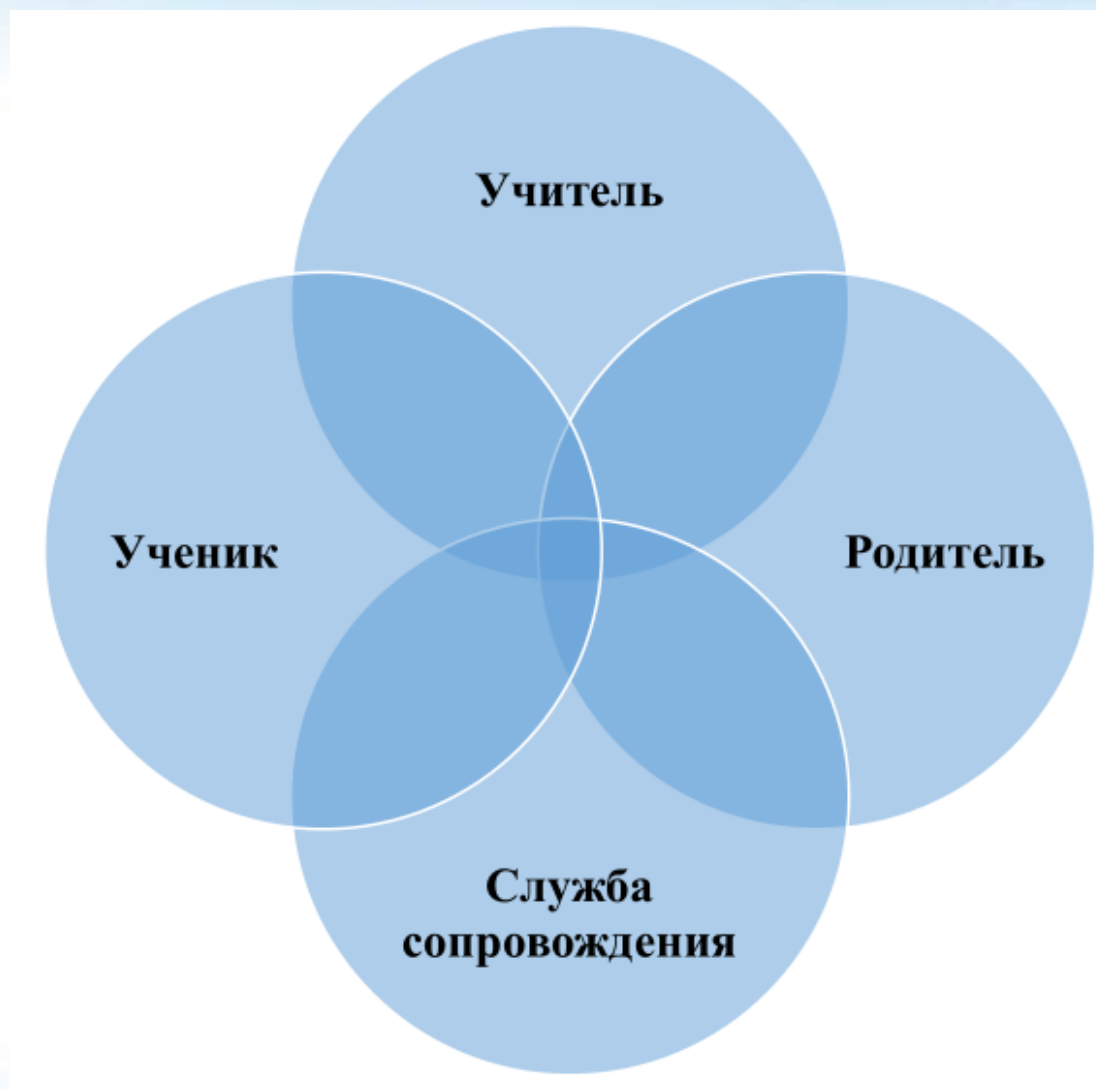 Учитель
Ученик
Родитель
Служба
сопровождения